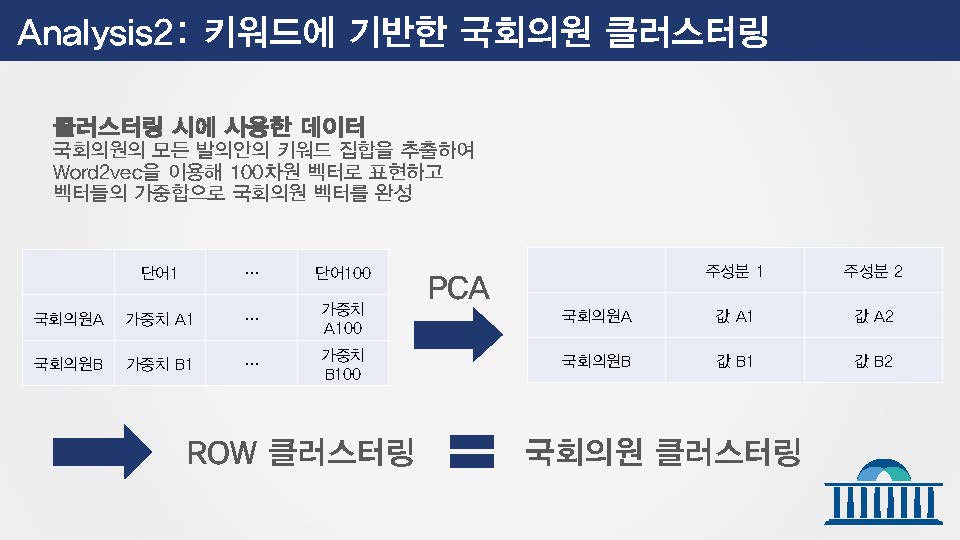 Analysis2: 키워드에 기반한 국회의원 클러스터링
클러스터링 시에 사용한 데이터
국회의원의 모든 발의안의 키워드 집합을 추출하여
Word2vec을 이용해 100차원 벡터로 표현하고
벡터들의 가중합으로 국회의원 벡터를 완성
단어1 … 단어100
국회의원A 가중치 A1 … 가중치 A100
국회의원B 가중치 B1 … 가중치 B100
PCA
주성분 1 주성분 2
국회의원A 값 A1 값 A2
국회의원B 값 B1 값 B2
ROW 클러스터링 = 국회의원 클러스터링